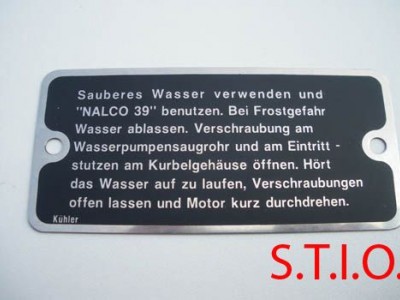 Sauberes Wasser verwenden und
"NALCO 39" benutzen. Bei Frostgefahr
Wasser ablassen. Verschraubung am
Wasserpumpensaugrohr und am Eintritt -
stutzen am Kurbelgehäuse öffnen. Hört
das Wasser auf zu laufen, Verschraubungen
offen lassen und Motor kurz durchdrehen.
Kühler
S.T.I.O.